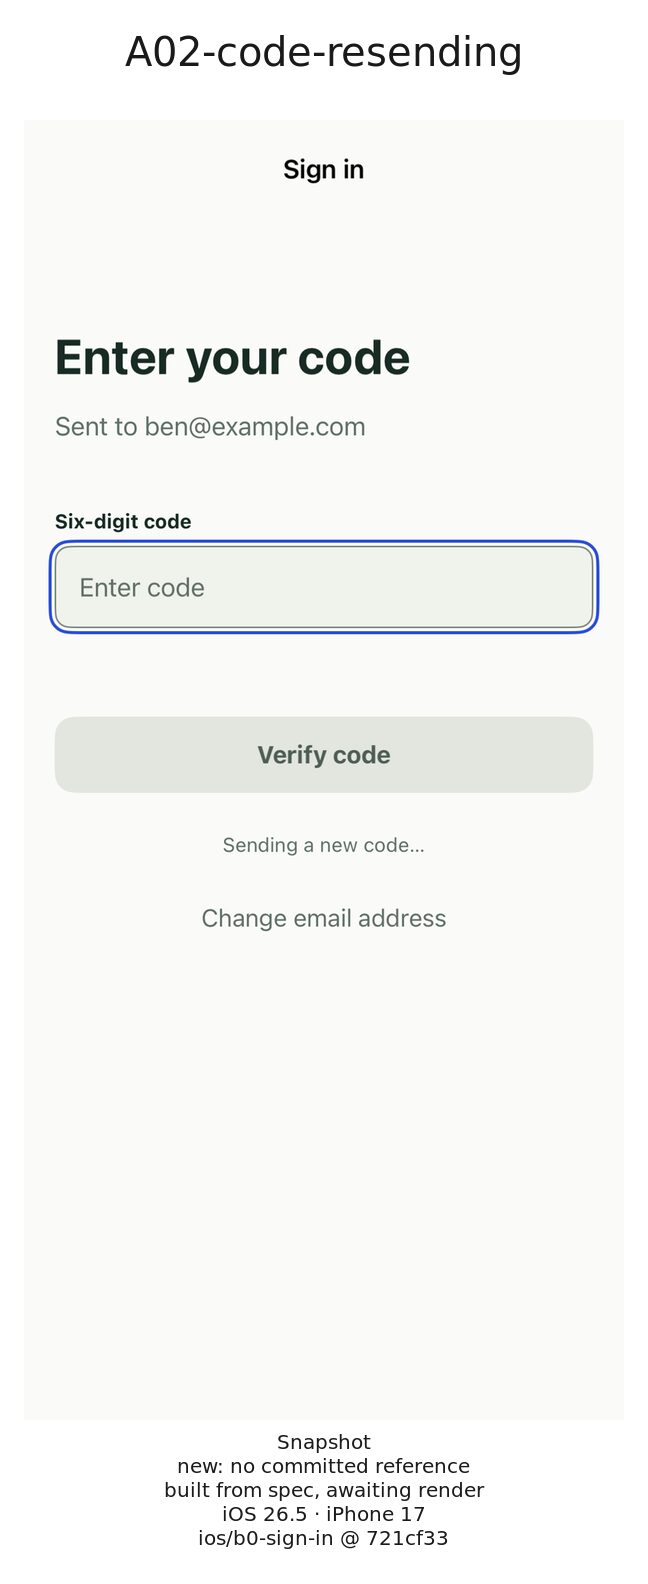 A02-code-resending
Sign in
Enter your code
Sent to ben@example.com
Six-digit code
Enter code
Verify code
Sending a new code…
Change email address
Snapshot
new: no committed reference
built from spec, awaiting render
iOS 26.5 · iPhone 17
ios/b0-sign-in @ 721cf33